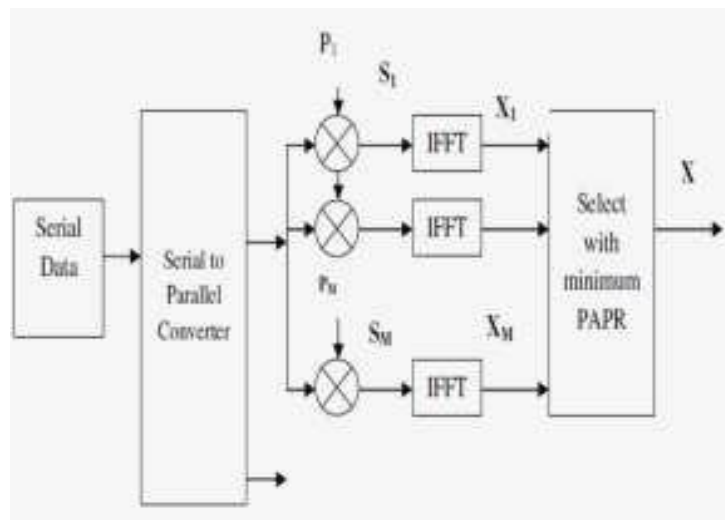 P1
S1
X1
IFFT
X
Serial
Data
Serial to
Parallel
Converter
IFFT
Select
with
minimum
PAPR
PM
SM
XM
IFFT